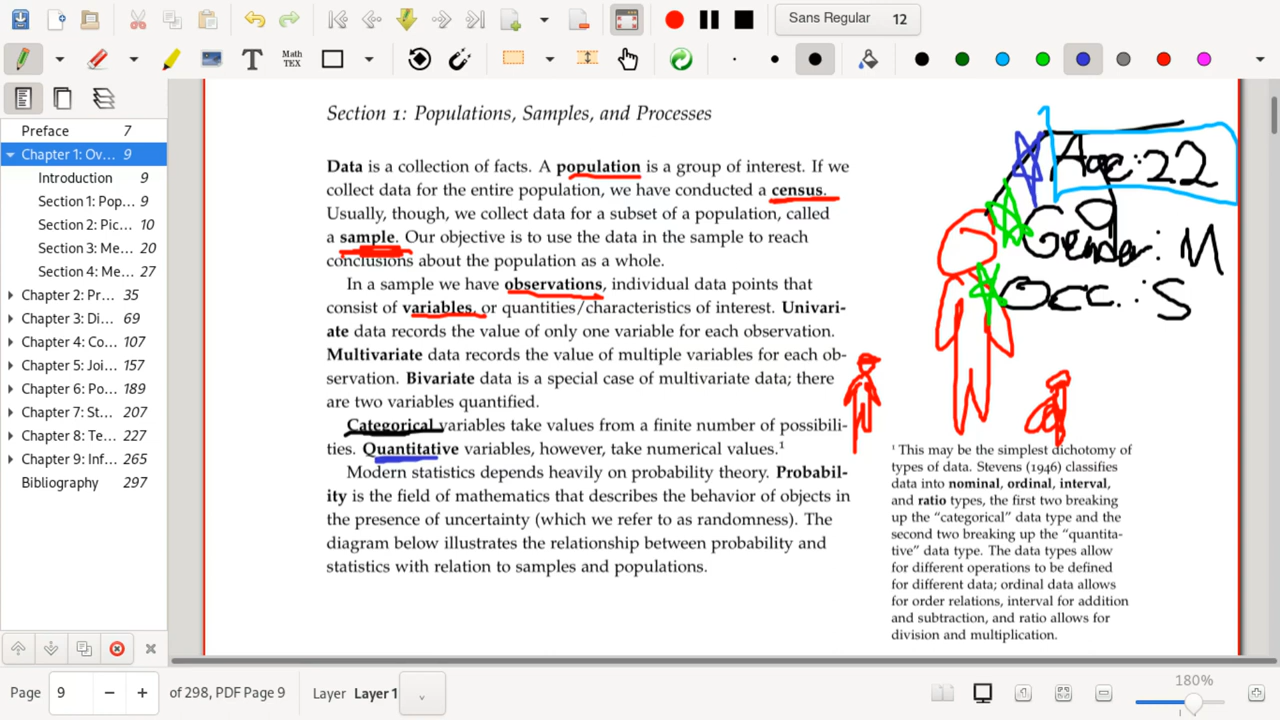 Sans Regular 12
T Math TEX
Preface 7
Chapter 1: Ov... 9
Introduction 9
Section 1: Pop... 9
Section 2: Pic... 10
Section 3: Me... 20
Section 4: Me... 27
Chapter 2: Pr... 35
Chapter 3: Di... 69
Chapter 4: Co... 107
Chapter 5: Joi... 157
Chapter 6: Po... 189
Chapter 7: St... 207
Chapter 8: Te... 227
Chapter 9: Inf... 265
Bibliography 297
Section 1: Populations, Samples, and Processes
Data is a collection of facts. A population is a group of interest. If we
collect data for the entire population, we have conducted a census.
Usually, though, we collect data for a subset of a population, called
a sample. Our objective is to use the data in the sample to reach
conclusions about the population as a whole.
In a sample we have observations, individual data points that
consist of variables, or quantities/characteristics of interest. Univari-
ate data records the value of only one variable for each observation.
Multivariate data records the value of multiple variables for each ob-
servation. Bivariate data is a special case of multivariate data; there
are two variables quantified.
Categorical variables take values from a finite number of possibili-
ties. Quantitative variables, however, take numerical values.¹
Modern statistics depends heavily on probability theory. Probabil-
ity is the field of mathematics that describes the behavior of objects in
the presence of uncertainty (which we refer to as randomness). The
diagram below illustrates the relationship between probability and
statistics with relation to samples and populations.
Age: 22
Gender: M
Occ.: S
¹ This may be the simplest dichotomy of
types of data. Stevens (1946) classifies
data into nominal, ordinal, interval,
and ratio types, the first two breaking
up the “categorical” data type and the
second two breaking up the “quantita-
tive” data type. The data types allow
for different operations to be defined
for different data; ordinal data allows
for order relations, interval for addition
and subtraction, and ratio allows for
division and multiplication.
Page 9 of 298, PDF Page 9 Layer Layer 1 180%